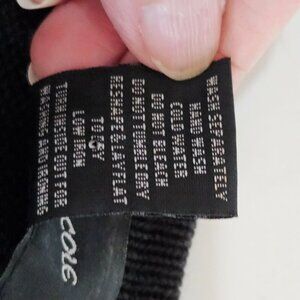 WASH SEPARATELY
HAND WASH
COLD WATER
DO NOT BLEACH
DO NOT TUMBLE DRY
RESHAPE & LAY FLAT
TO DRY
LOW IRON
TURN INSIDE OUT FOR
WASHING AND IRONING
COLE